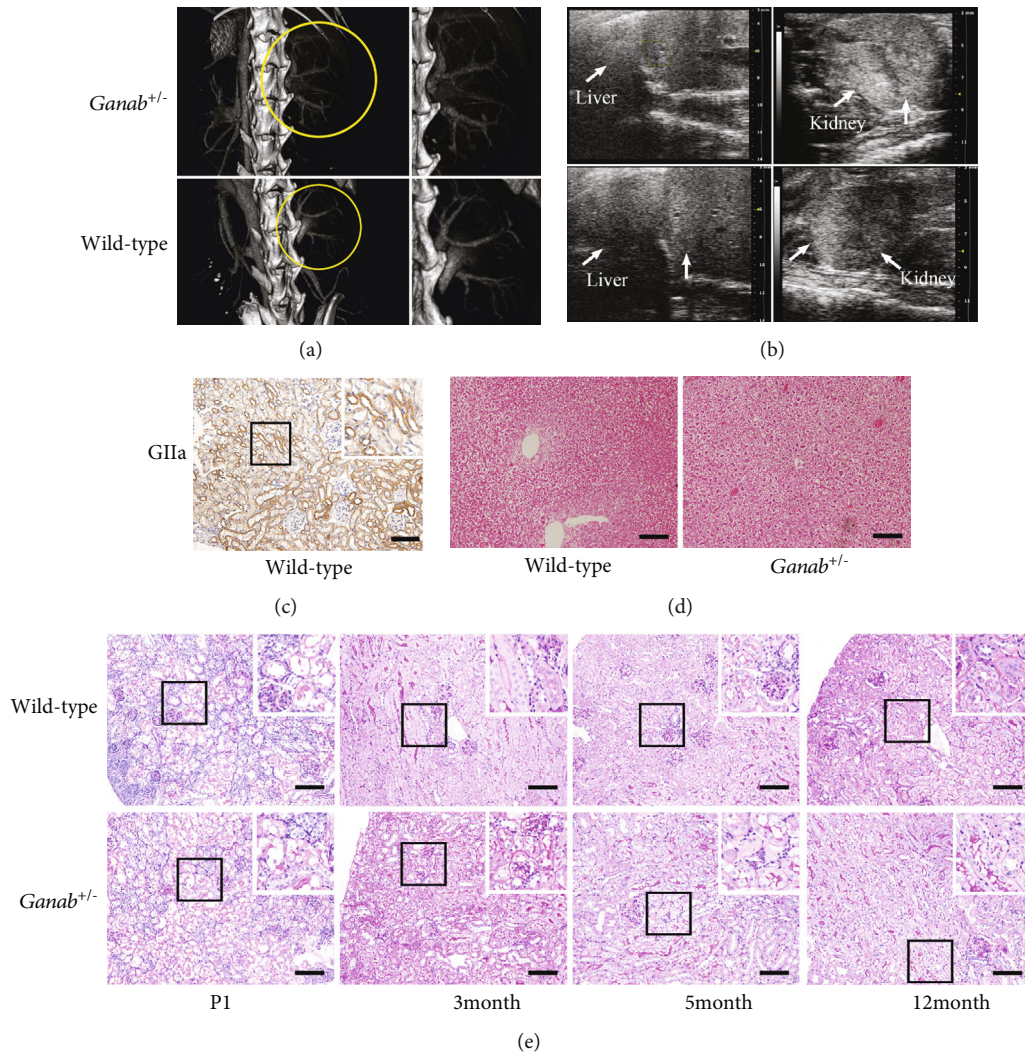 Ganab+/-
Wild-type
(a)
Liver
Kidney
Liver
Kidney
(b)
GIIa
Wild-type
(c)
Wild-type
Ganab+/-
(d)
Wild-type
Ganab+/-
P1
3month
5month
12month
(e)